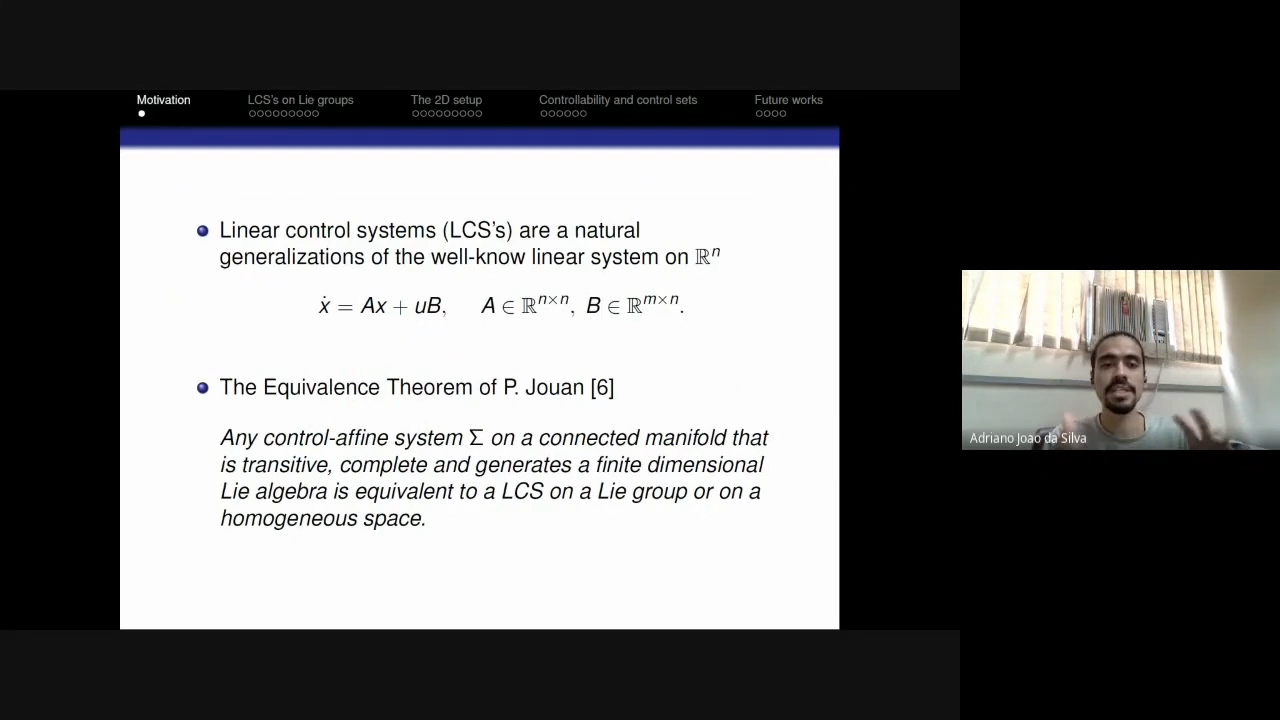 Motivation LCS's on Lie groups The 2D setup Controllability and control sets Future works
Linear control systems (LCS's) are a natural
generalizations of the well-know linear system on ℝⁿ
ẋ = Ax + uB, A ∈ ℝⁿˣⁿ, B ∈ ℝᵐˣⁿ.
The Equivalence Theorem of P. Jouan [6]
Any control-affine system Σ on a connected manifold that
is transitive, complete and generates a finite dimensional
Lie algebra is equivalent to a LCS on a Lie group or on a
homogeneous space.
Adriano Joao da Silva